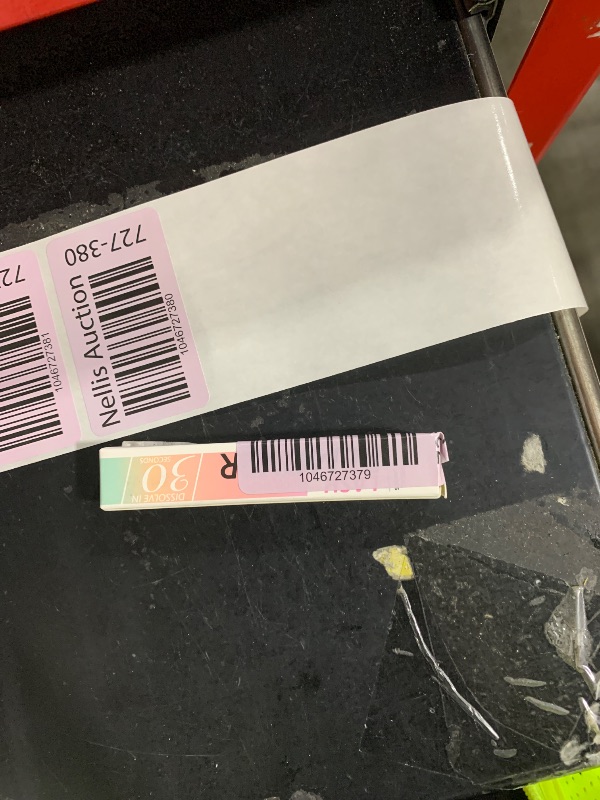 727-380
Nellis Auction
1046727380
72
1046727381
1046727379
DISSOLVE IN
30
SECONDS
R